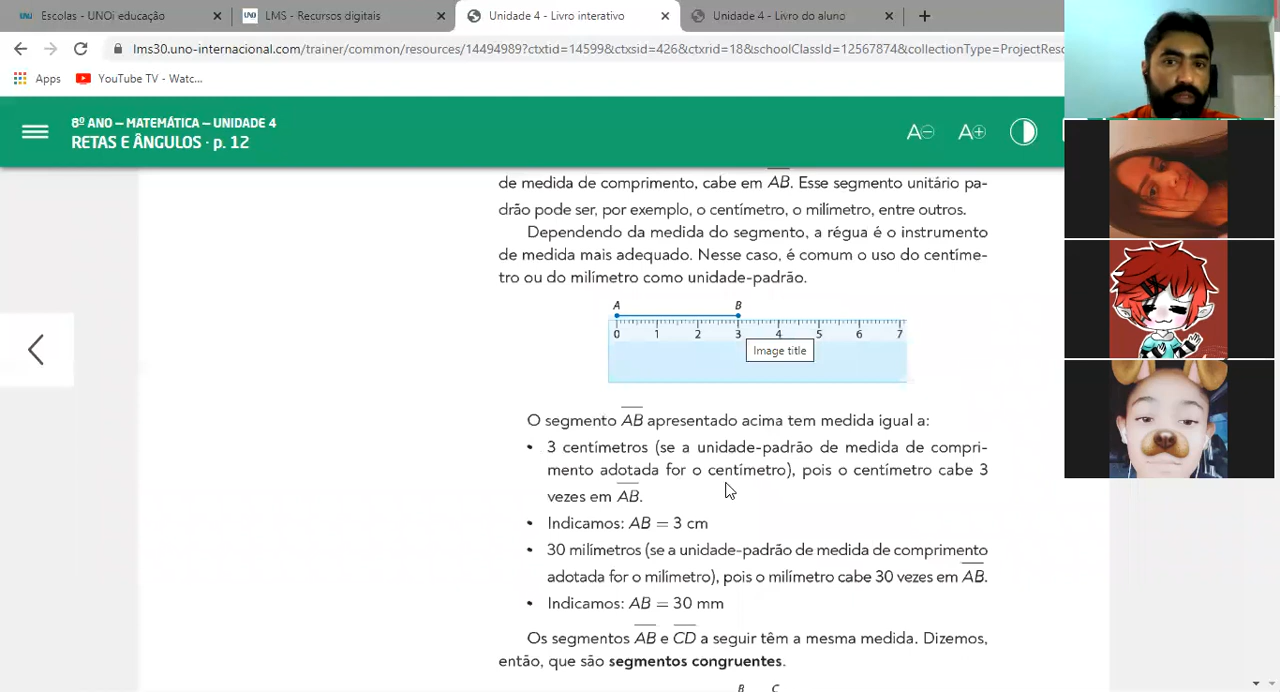 Escolas - UNOi educação
LMS - Recursos digitais
Unidade 4 - Livro interativo
Unidade 4 - Livro do aluno
lms30.uno-internacional.com/trainer/common/resources/14494989?ctxtid=14599&ctxsid=426&ctxrid=18&schoolClassId=12567874&collectionType=ProjectReso
Apps
YouTube TV - Watc...
8º ANO – MATEMÁTICA – UNIDADE 4
RETAS E ÂNGULOS · p. 12
A−
A+
de medida de comprimento, cabe em AB. Esse segmento unitário pa-
drão pode ser, por exemplo, o centímetro, o milímetro, entre outros.
Dependendo da medida do segmento, a régua é o instrumento
de medida mais adequado. Nesse caso, é comum o uso do centíme-
tro ou do milímetro como unidade-padrão.
A B
0 1 2 3 4 5 6 7
Image title
O segmento AB apresentado acima tem medida igual a:
• 3 centímetros (se a unidade-padrão de medida de compri-
mento adotada for o centímetro), pois o centímetro cabe 3
vezes em AB.
• Indicamos: AB = 3 cm
• 30 milímetros (se a unidade-padrão de medida de comprimento
adotada for o milímetro), pois o milímetro cabe 30 vezes em AB.
• Indicamos: AB = 30 mm
Os segmentos AB e CD a seguir têm a mesma medida. Dizemos,
então, que são segmentos congruentes.
B C